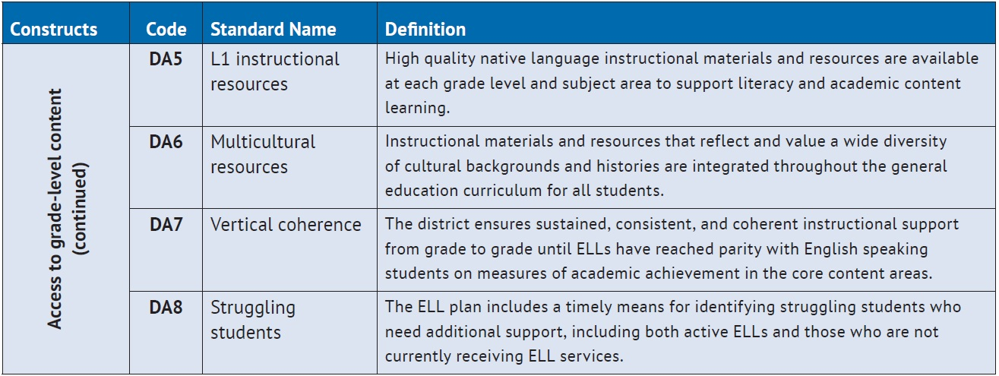 Constructs Code Standard Name Definition
Access to grade-level content
(continued)
DA5 L1 instructional High quality native language instructional materials and resources are available
resources at each grade level and subject area to support literacy and academic content
learning.
DA6 Multicultural Instructional materials and resources that reflect and value a wide diversity
resources of cultural backgrounds and histories are integrated throughout the general
education curriculum for all students.
DA7 Vertical coherence The district ensures sustained, consistent, and coherent instructional support
from grade to grade until ELLs have reached parity with English speaking
students on measures of academic achievement in the core content areas.
DA8 Struggling The ELL plan includes a timely means for identifying struggling students who
students need additional support, including both active ELLs and those who are not
currently receiving ELL services.